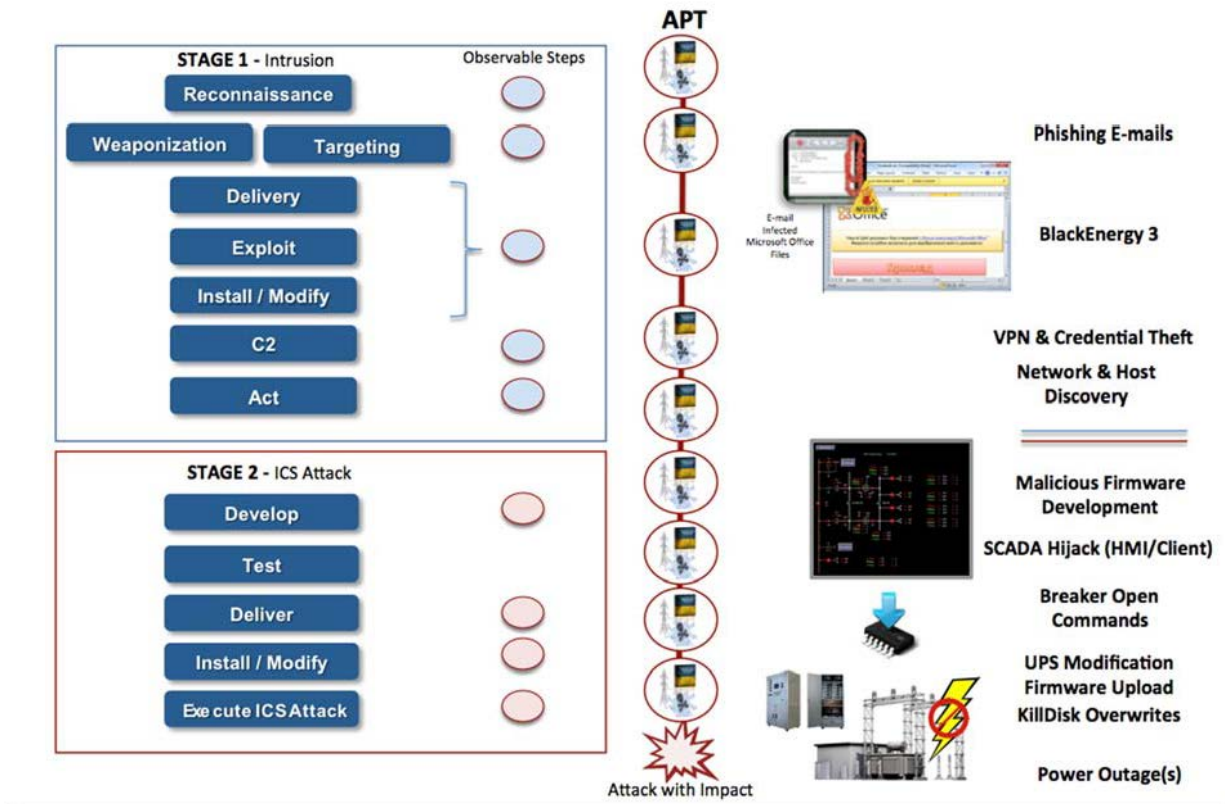 APT
STAGE 1 - Intrusion
Observable Steps
Reconnaissance
Weaponization
Targeting
Delivery
Exploit
Install / Modify
C2
Act
STAGE 2 - ICS Attack
Develop
Test
Deliver
Install / Modify
Execute ICS Attack
Attack with Impact
E-mail
Infected
Microsoft Office
Files
Office
Phishing E-mails
BlackEnergy 3
VPN & Credential Theft
Network & Host
Discovery
Malicious Firmware
Development
SCADA Hijack (HMI/Client)
Breaker Open
Commands
UPS Modification
Firmware Upload
KillDisk Overwrites
Power Outage(s)